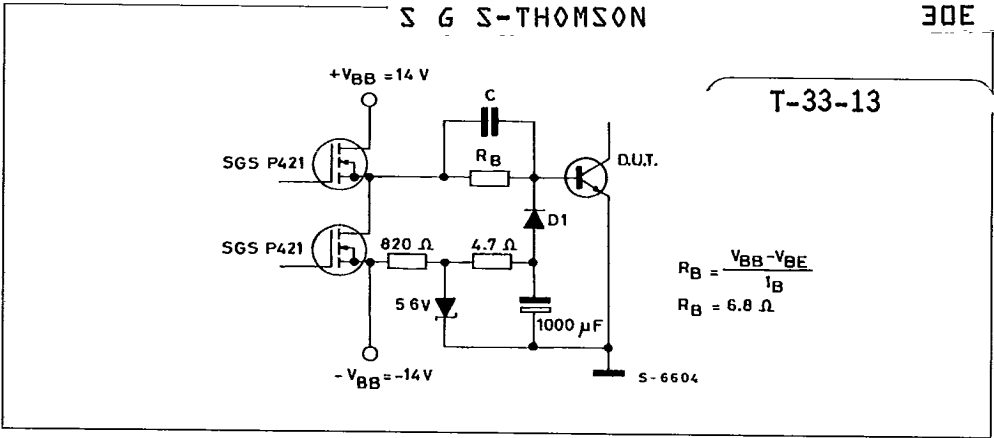 S G S-THOMSON
30E
T-33-13
+VBB = 14 V
C
SGS P421
RB
D.U.T.
D1
SGS P421
820 Ω
4.7 Ω
RB = VBB - VBE / IB
RB = 6.8 Ω
5 6V
1000 µF
- VBB = -14V
S-6604